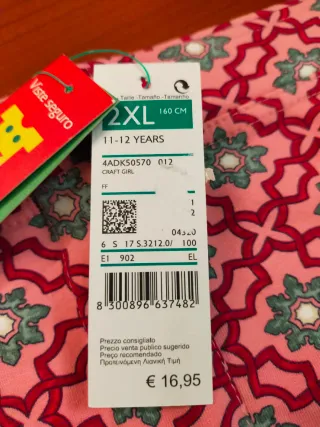 Viste seguro
Taille · Tamaño · Tamanho
2XL 160 CM
11-12 YEARS
4ADK50570 012
CRAFT GIRL
FF
1
2
04320
6 S 17 S.3212.0/ 100
E1 902 EL
8 300896 637482
Prezzo consigliato
Precio venta publico sugerido
Preço recomendado
Προτεινόμενη Λιανική Τιμή
€ 16,95